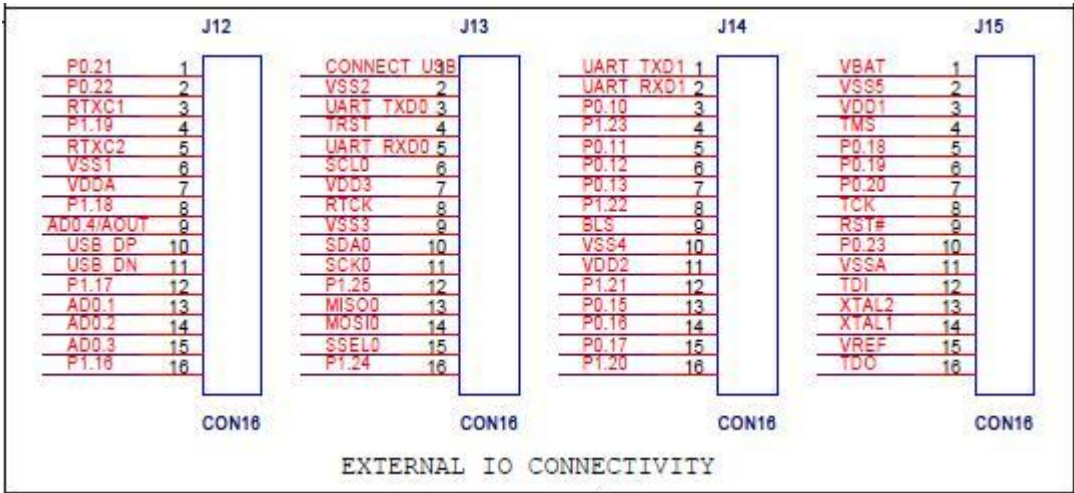 J12
P0.21 1
P0.22 2
RTXC1 3
P1.19 4
RTXC2 5
VSS1 6
VDDA 7
P1.18 8
AD0.4/AOUT 9
USB DP 10
USB DN 11
P1.17 12
AD0.1 13
AD0.2 14
AD0.3 15
P1.16 16
CON16
J13
CONNECT USB 1
VSS2 2
UART TXD0 3
TRST 4
UART RXD0 5
SCL0 6
VDD3 7
RTCK 8
VSS3 9
SDA0 10
SCK0 11
P1.25 12
MISO0 13
MOSI0 14
SSEL0 15
P1.24 16
CON16
J14
UART TXD1 1
UART RXD1 2
P0.10 3
P1.23 4
P0.11 5
P0.12 6
P0.13 7
P1.22 8
BLS 9
VSS4 10
VDD2 11
P1.21 12
P0.15 13
P0.16 14
P0.17 15
P1.20 16
CON16
J15
VBAT 1
VSS5 2
VDD1 3
TMS 4
P0.18 5
P0.19 6
P0.20 7
TCK 8
RST# 9
P0.23 10
VSSA 11
TDI 12
XTAL2 13
XTAL1 14
VREF 15
TDO 16
CON16
EXTERNAL IO CONNECTIVITY